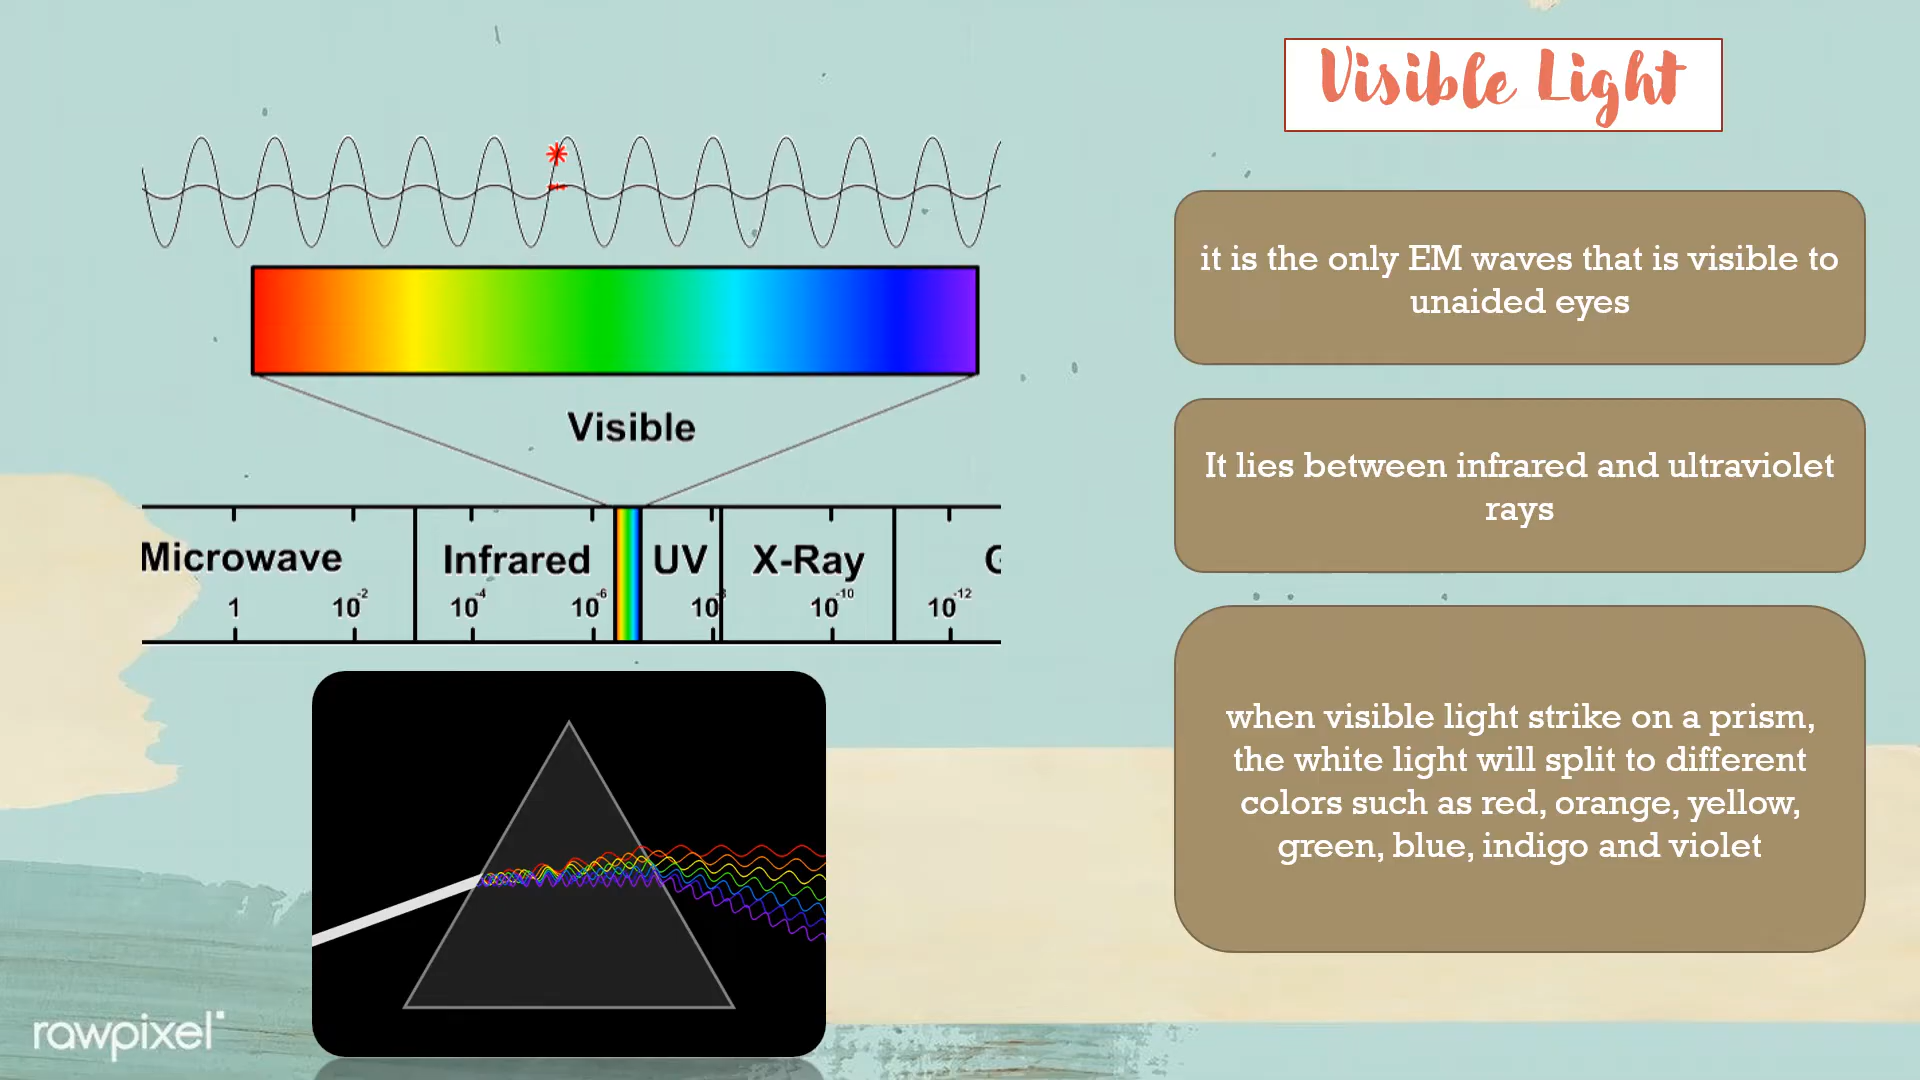 Visible Light
it is the only EM waves that is visible to
unaided eyes
It lies between infrared and ultraviolet
rays
when visible light strike on a prism,
the white light will split to different
colors such as red, orange, yellow,
green, blue, indigo and violet
Visible
Microwave Infrared UV X-Ray G
1 10⁻² 10⁻⁴ 10⁻⁶ 10⁻⁸ 10⁻¹⁰ 10⁻¹²
rawpixel